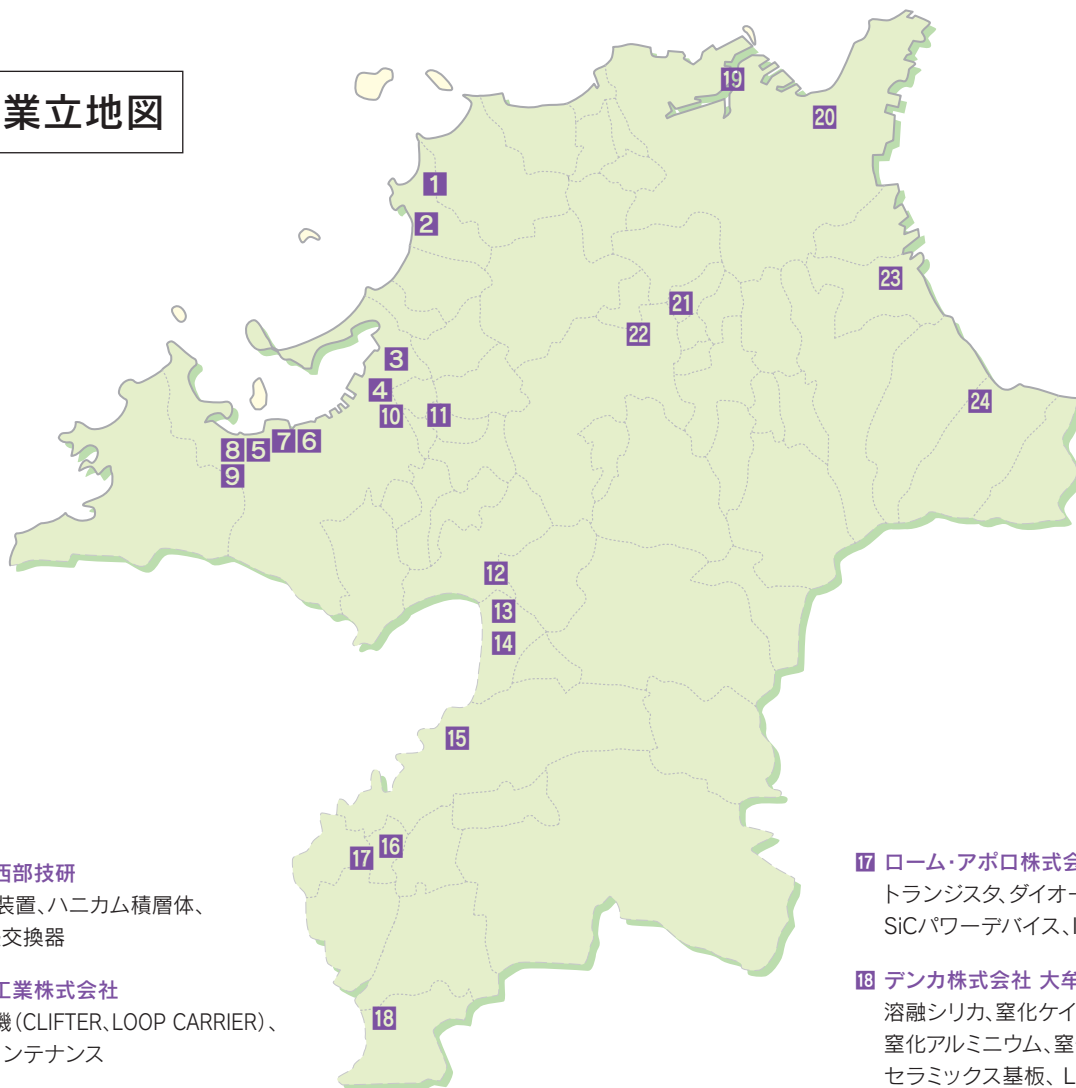 業立地図
19
20
1
2
23
21
22
3
4
24
10
11
7
6
8
5
9
12
13
14
15
16
17
18
西部技研
装置、ハニカム積層体、
交換器
工業株式会社
機(CLIFTER、LOOP CARRIER)、
ンテナンス
17 ローム・アポロ株式会
トランジスタ、ダイオー
SiCパワーデバイス、
18 デンカ株式会社 大牟
溶融シリカ、窒化ケイ
窒化アルミニウム、窒
セラミックス基板、L